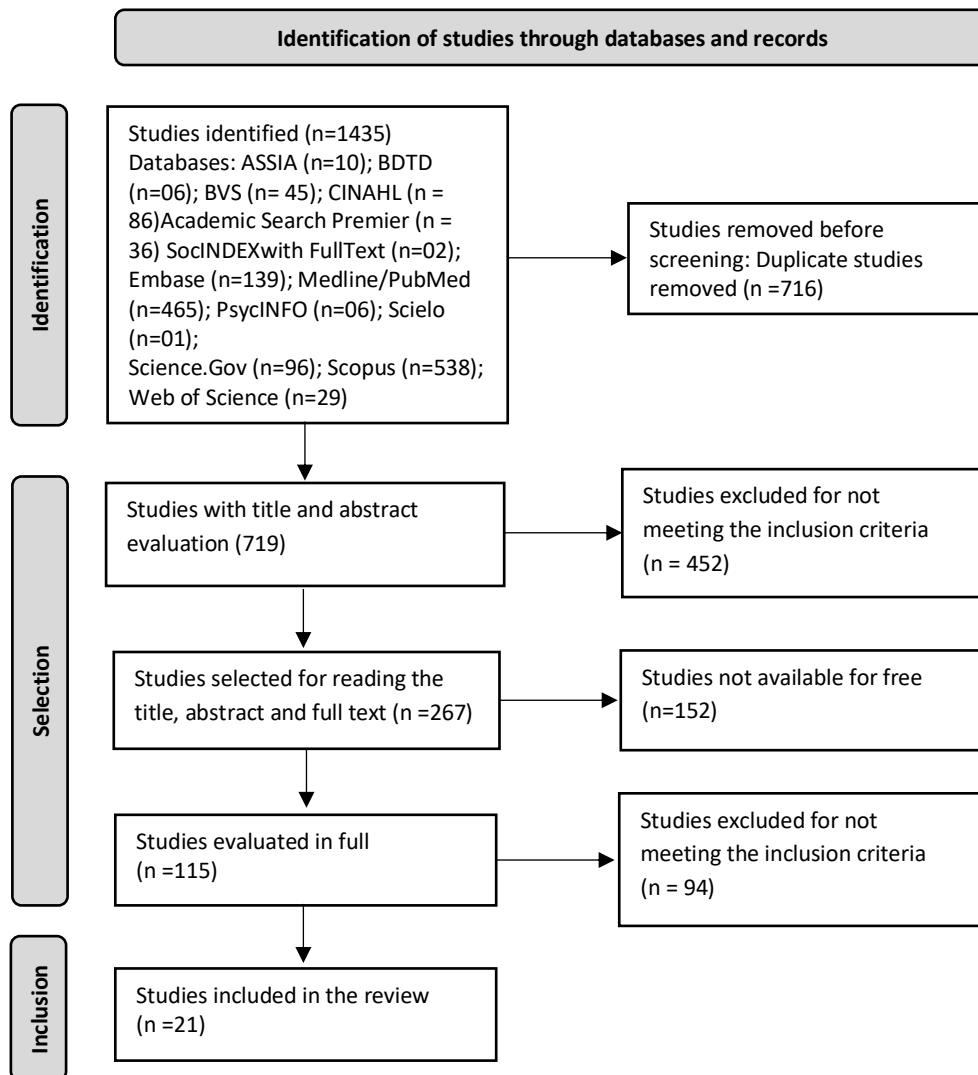 Identification of studies through databases and records
Identification
Studies identified (n=1435)
Databases: ASSIA (n=10); BDTD
(n=06); BVS (n= 45); CINAHL (n =
86)Academic Search Premier (n =
36) SocINDEXwith FullText (n=02);
Embase (n=139); Medline/PubMed
(n=465); PsycINFO (n=06); Scielo
(n=01);
Science.Gov (n=96); Scopus (n=538);
Web of Science (n=29)
Studies removed before
screening: Duplicate studies
removed (n =716)
Selection
Studies with title and abstract
evaluation (719)
Studies excluded for not
meeting the inclusion criteria
(n = 452)
Studies selected for reading the
title, abstract and full text (n =267)
Studies not available for free
(n=152)
Studies evaluated in full
(n =115)
Studies excluded for not
meeting the inclusion criteria
(n = 94)
Inclusion
Studies included in the review
(n =21)